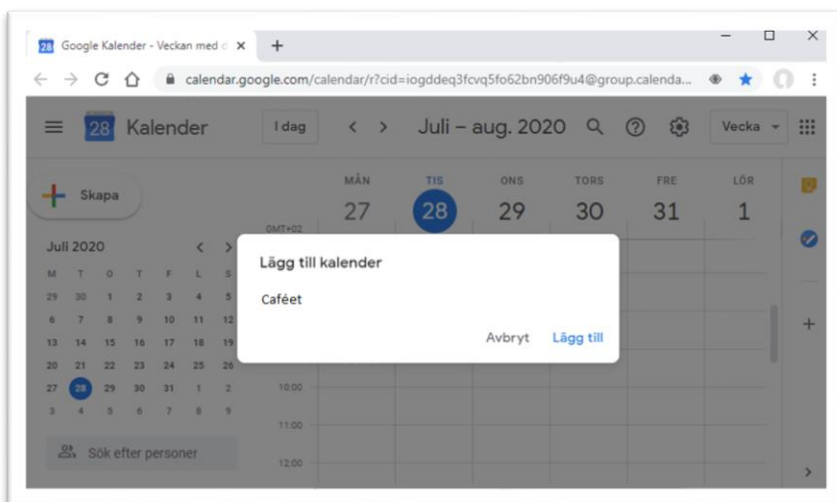 28 Google Kalender - Veckan med d
calendar.google.com/calendar/r?cid=iogddeq3fcvq5fo62bn906f9u4@group.calenda...
28 Kalender I dag Juli – aug. 2020 Vecka
Skapa
MÅN TIS ONS TORS FRE LÖR
27 28 29 30 31 1
GMT+02
Juli 2020
M T O T F L S
29 30 1 2 3 4 5
6 7 8 9 10 11 12
13 14 15 16 17 18 19
20 21 22 23 24 25 26
27 28 29 30 31 1 2
3 4 5 6 7 8 9
Sök efter personer
Lägg till kalender
Caféet
Avbryt Lägg till
10:00
11:00
12:00